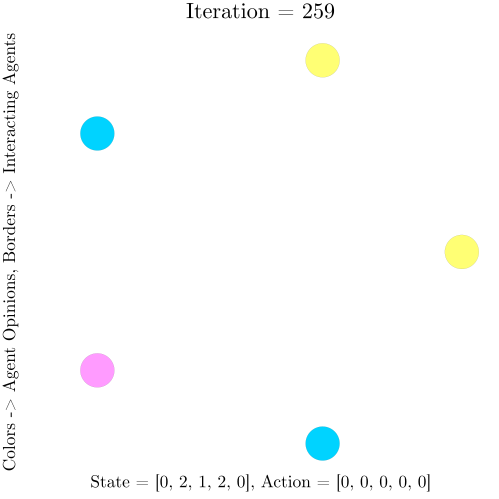 Iteration = 259
Colors -> Agent Opinions, Borders -> Interacting Agents
State = [0, 2, 1, 2, 0], Action = [0, 0, 0, 0, 0]